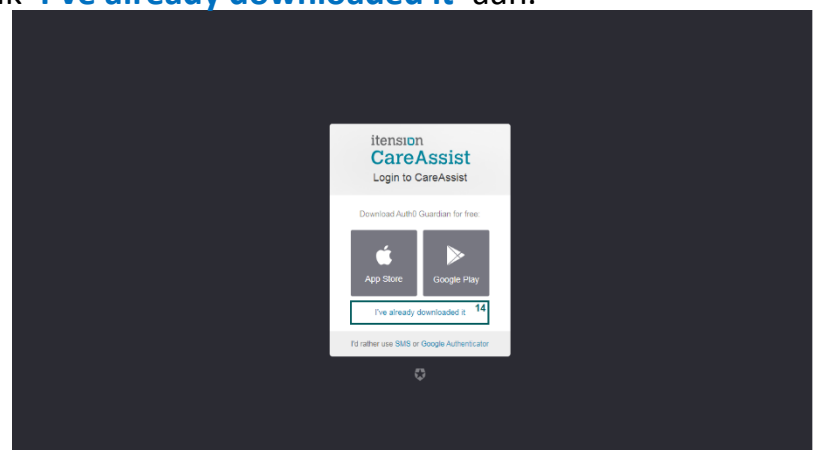 I've already downloaded it" aan.
itension
CareAssist
Login to CareAssist
Download Auth0 Guardian for free:
App Store Google Play
I've already downloaded it 14
I'd rather use SMS or Google Authenticator